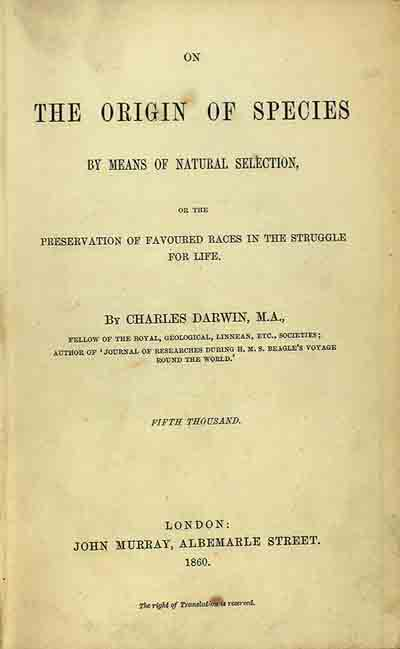 ON
THE ORIGIN OF SPECIES
BY MEANS OF NATURAL SELECTION,
OR THE
PRESERVATION OF FAVOURED RACES IN THE STRUGGLE
FOR LIFE.
BY CHARLES DARWIN, M.A.,
FELLOW OF THE ROYAL, GEOLOGICAL, LINNEAN, ETC., SOCIETIES;
AUTHOR OF 'JOURNAL OF RESEARCHES DURING H. M. S. BEAGLE'S VOYAGE
ROUND THE WORLD.'
FIFTH THOUSAND.
LONDON:
JOHN MURRAY, ALBEMARLE STREET.
1860.
The right of Translation is reserved.